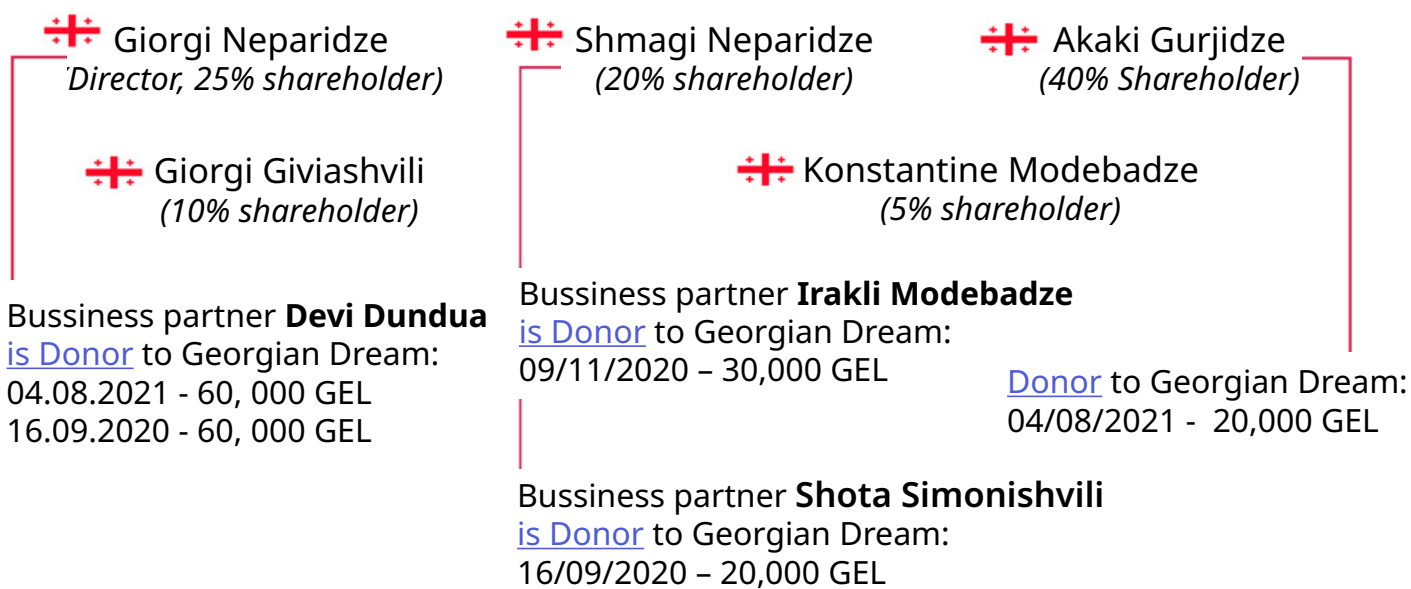 Giorgi Neparidze
(Director, 25% shareholder)
Shmagi Neparidze
(20% shareholder)
Akaki Gurjidze
(40% Shareholder)
Giorgi Giviashvili
(10% shareholder)
Konstantine Modebadze
(5% shareholder)
Bussiness partner Devi Dundua
is Donor to Georgian Dream:
04.08.2021 - 60, 000 GEL
16.09.2020 - 60, 000 GEL
Bussiness partner Irakli Modebadze
is Donor to Georgian Dream:
09/11/2020 – 30,000 GEL
Donor to Georgian Dream:
04/08/2021 - 20,000 GEL
Bussiness partner Shota Simonishvili
is Donor to Georgian Dream:
16/09/2020 – 20,000 GEL